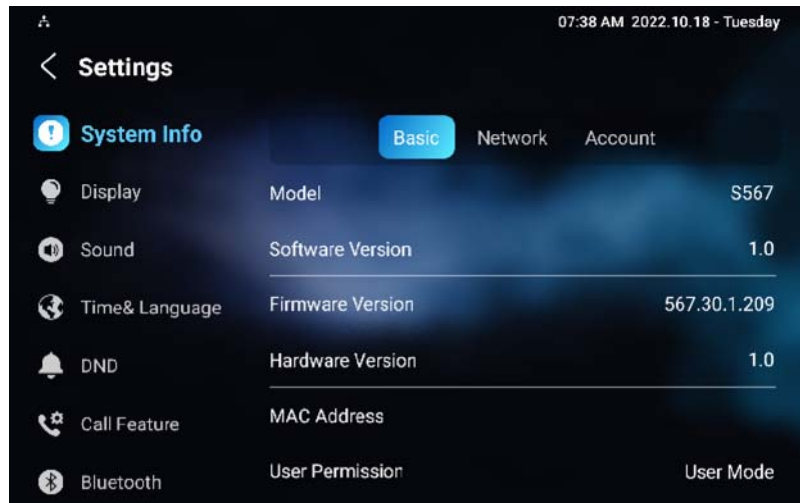 07:38 AM 2022.10.18 - Tuesday
Settings
System Info
Basic Network Account
Display
Model S567
Sound
Software Version 1.0
Time& Language
Firmware Version 567.30.1.209
DND
Hardware Version 1.0
Call Feature
MAC Address
Bluetooth
User Permission User Mode